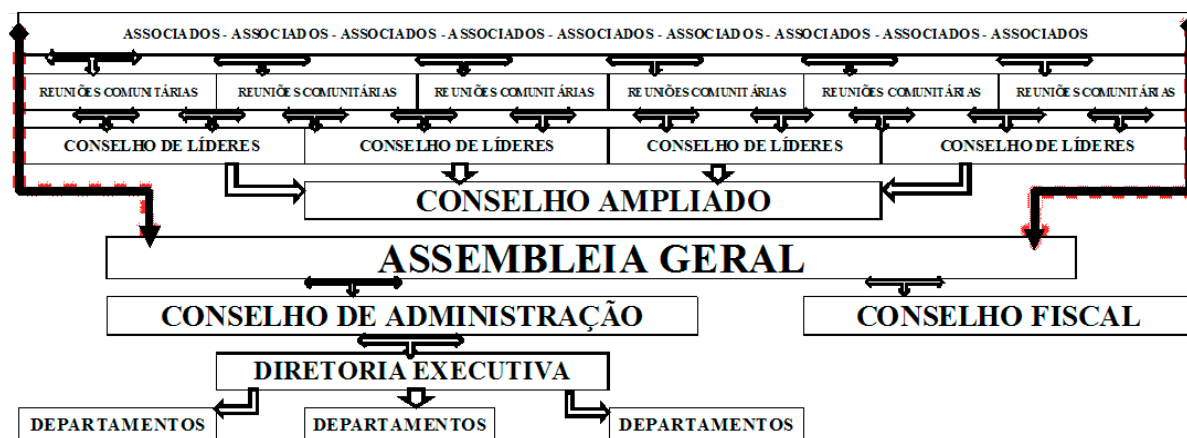 ASSOCIADOS - ASSOCIADOS - ASSOCIADOS - ASSOCIADOS - ASSOCIADOS - ASSOCIADOS - ASSOCIADOS - ASSOCIADOS - ASSOCIADOS
REUNIÕES COMUNITÁRIAS REUNIÕES COMUNITÁRIAS REUNIÕES COMUNITÁRIAS REUNIÕES COMUNITÁRIAS REUNIÕES COMUNITÁRIAS REUNIÕES COMUNITÁRIAS
CONSELHO DE LÍDERES CONSELHO DE LÍDERES CONSELHO DE LÍDERES CONSELHO DE LÍDERES
CONSELHO AMPLIADO
ASSEMBLEIA GERAL
CONSELHO DE ADMINISTRAÇÃO CONSELHO FISCAL
DIRETORIA EXECUTIVA
DEPARTAMENTOS DEPARTAMENTOS DEPARTAMENTOS